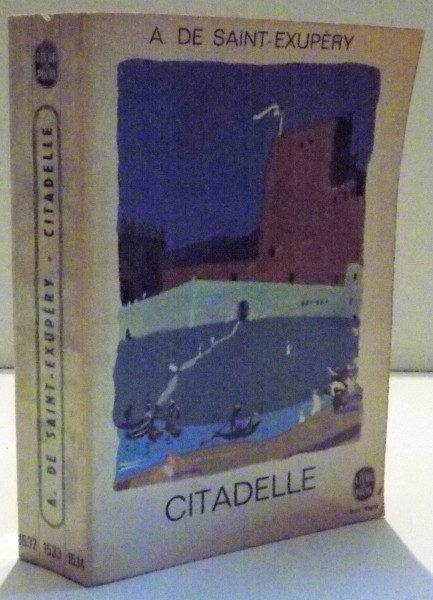 A. DE SAINT-EXUPÉRY
CITADELLE
A. DE SAINT-EXUPÉRY - CITADELLE
1532 1533 1534